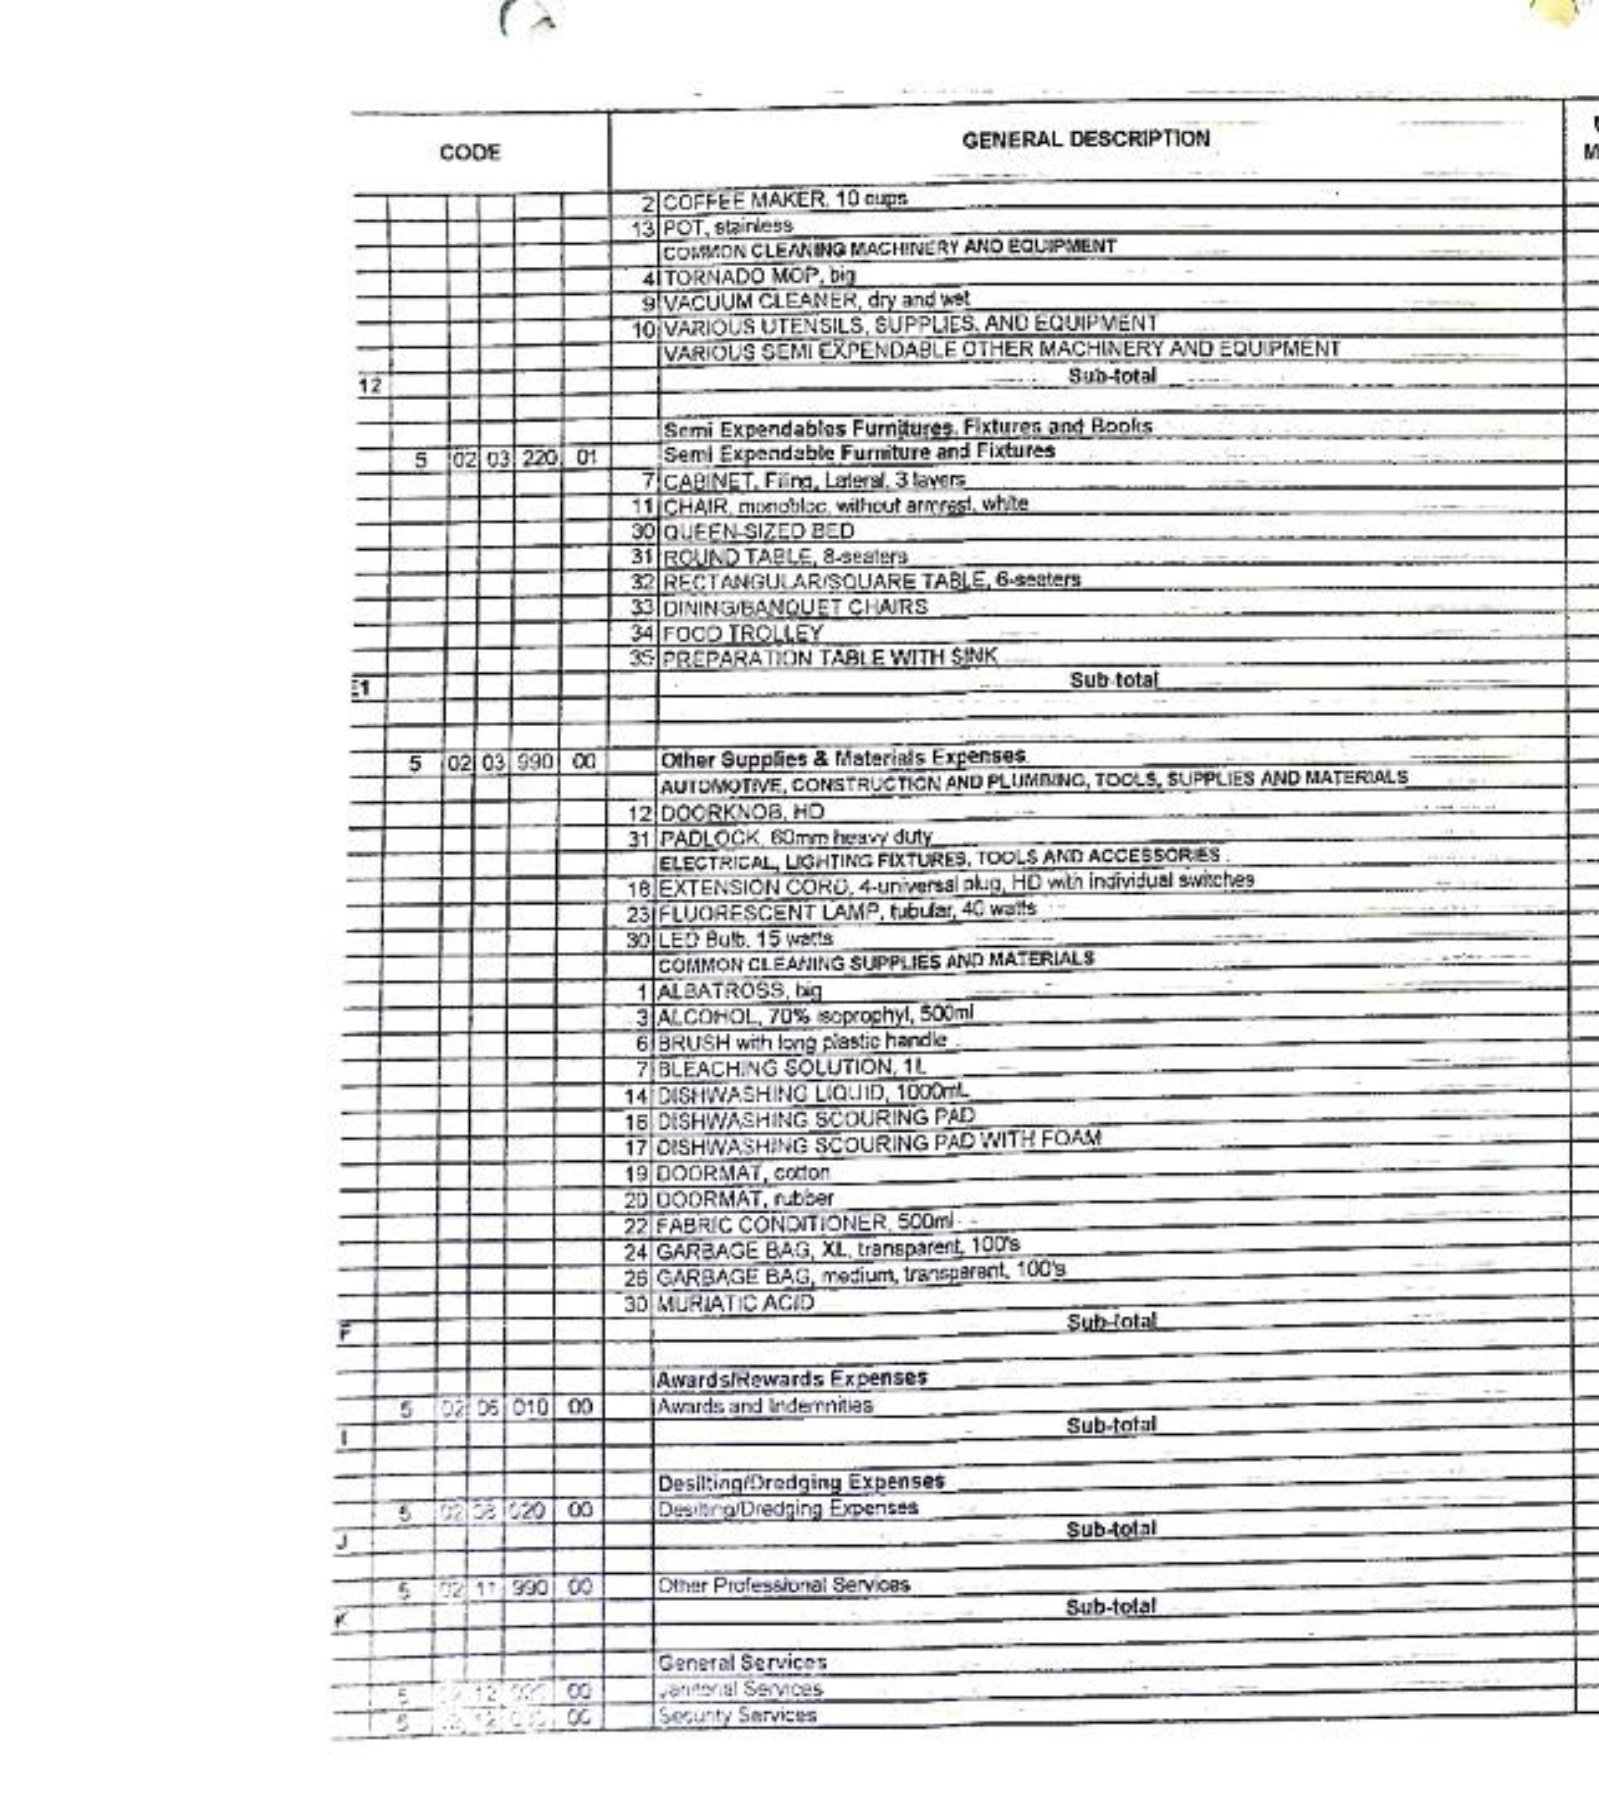 CODE GENERAL DESCRIPTION
2 COFFEE MAKER, 10 cups
13 POT, stainless
COMMON CLEANING MACHINERY AND EQUIPMENT
4 TORNADO MOP, big
9 VACUUM CLEANER, dry and wet
10 VARIOUS UTENSILS, SUPPLIES, AND EQUIPMENT
VARIOUS SEMI EXPENDABLE OTHER MACHINERY AND EQUIPMENT
12 Sub-total
Semi Expendables Furnitures, Fixtures and Books
5 02 03 220 01 Semi Expendable Furniture and Fixtures
7 CABINET, Filing, Lateral, 3 layers
11 CHAIR, monobloc, without armrest, white
30 QUEEN-SIZED BED
31 ROUND TABLE, 8-seaters
32 RECTANGULAR/SQUARE TABLE, 6-seaters
33 DINING/BANQUET CHAIRS
34 FOOD TROLLEY
35 PREPARATION TABLE WITH SINK
E1 Sub-total
5 02 03 990 00 Other Supplies & Materials Expenses
AUTOMOTIVE, CONSTRUCTION AND PLUMBING, TOOLS, SUPPLIES AND MATERIALS
12 DOORKNOB, HD
31 PADLOCK, 60mm heavy duty
ELECTRICAL, LIGHTING FIXTURES, TOOLS AND ACCESSORIES
18 EXTENSION CORD, 4-universal plug, HD with individual switches
23 FLUORESCENT LAMP, tubular, 40 watts
30 LED Bulb, 15 watts
COMMON CLEANING SUPPLIES AND MATERIALS
1 ALBATROSS, big
3 ALCOHOL, 70% isoprophyl, 500ml
6 BRUSH with long plastic handle
7 BLEACHING SOLUTION, 1L
14 DISHWASHING LIQUID, 1000mL
16 DISHWASHING SCOURING PAD
17 DISHWASHING SCOURING PAD WITH FOAM
19 DOORMAT, cotton
20 DOORMAT, rubber
22 FABRIC CONDITIONER, 500ml
24 GARBAGE BAG, XL, transparent, 100's
26 GARBAGE BAG, medium, transparent, 100's
30 MURIATIC ACID
F Sub-total
Awards/Rewards Expenses
5 02 06 010 00 Awards and Indemnities
I Sub-total
Desilting/Dredging Expenses
5 02 08 020 00 Desilting/Dredging Expenses
J Sub-total
5 02 11 990 00 Other Professional Services
K Sub-total
General Services
5 12 00 Janitorial Services
5 12 00 Security Services